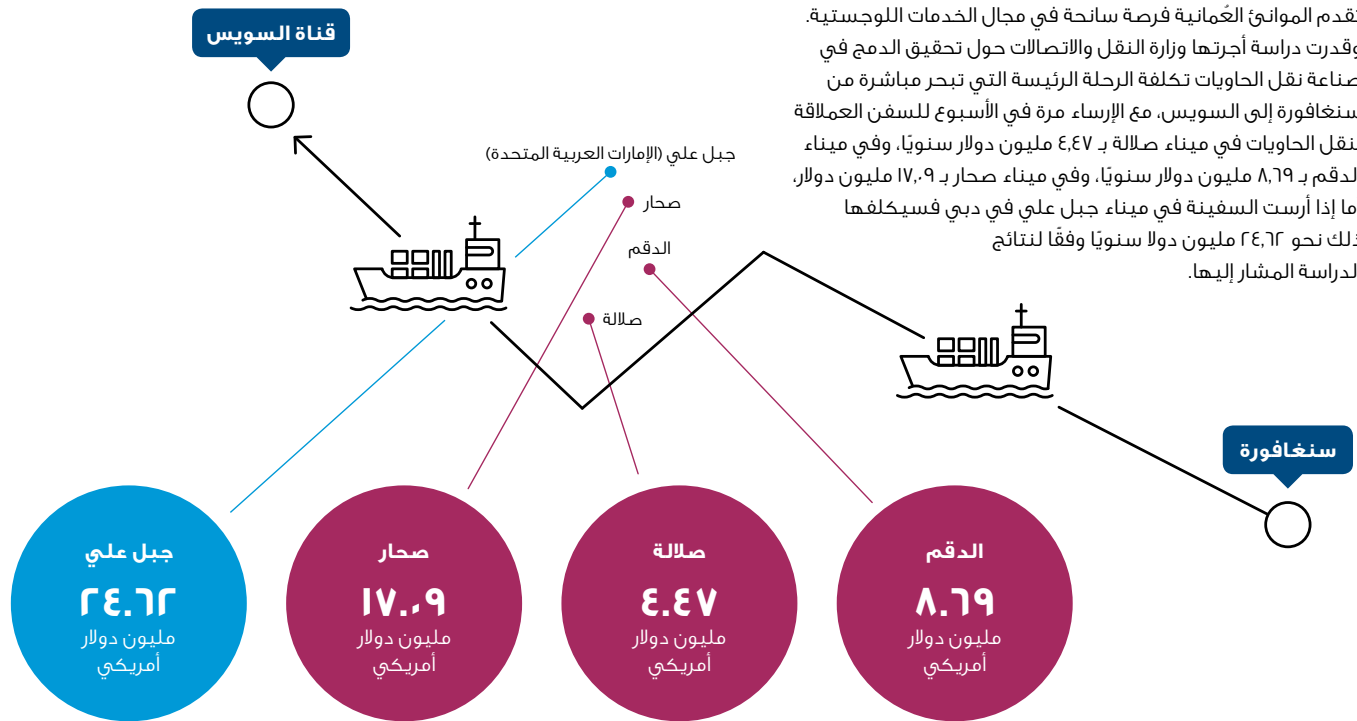 قناة السويس
تقدم الموانئ العُمانية فرصة سانحة في مجال الخدمات اللوجستية.
وقدرت دراسة أجرتها وزارة النقل والاتصالات حول تحقيق الدمج في
صناعة نقل الحاويات تكلفة الرحلة الرئيسة التي تبحر مباشرة من
سنغافورة إلى السويس، مع الإرساء مرة في الأسبوع للسفن العملاقة
لنقل الحاويات في ميناء صلالة بـ ٤,٤٧ مليون دولار سنويًا، وفي ميناء
لدقم بـ ٨,٦٩ مليون دولار سنويًا، وفي ميناء صحار بـ ١٧,٠٩ مليون دولار،
ما إذا أرست السفينة في ميناء جبل علي في دبي فسيكلفها
ذلك نحو ٢٤,٦٢ مليون دولا سنويًا وفقًا لنتائج
لدراسة المشار إليها.
جبل علي (الإمارات العربية المتحدة)
صحار
الدقم
صلالة
سنغافورة
الدقم
٨.٦٩
مليون دولار
أمريكي
صلالة
٤.٤٧
مليون دولار
أمريكي
صحار
١٧.٠٩
مليون دولار
أمريكي
جبل علي
٢٤.٦٢
مليون دولار
أمريكي